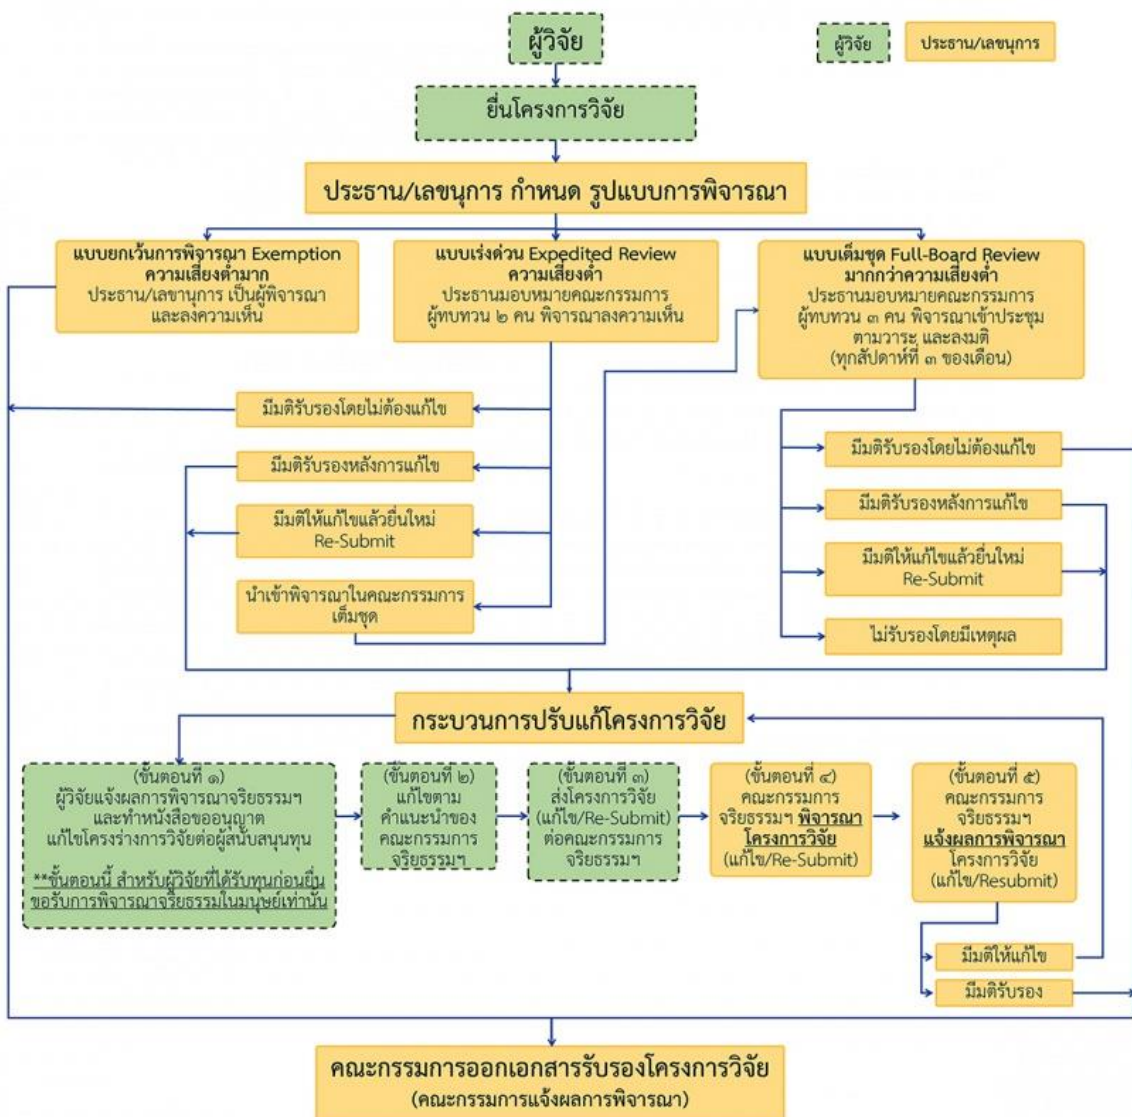 ผู้วิจัย
ผู้วิจัย
ประธาน/เลขนุการ
ยื่นโครงการวิจัย
ประธาน/เลขนุการ กำหนด รูปแบบการพิจารณา
แบบยกเว้นการพิจารณา Exemption
ความเสี่ยงต่ำมาก
ประธาน/เลขานุการ เป็นผู้พิจารณา
และลงความเห็น
แบบเร่งด่วน Expedited Review
ความเสี่ยงต่ำ
ประธานมอบหมายคณะกรรมการ
ผู้ทบทวน ๒ คน พิจารณาลงความเห็น
แบบเต็มชุด Full-Board Review
มากกว่าความเสี่ยงต่ำ
ประธานมอบหมายคณะกรรมการ
ผู้ทบทวน ๓ คน พิจารณาเข้าประชุม
ตามวาระ และลงมติ
(ทุกสัปดาห์ที่ ๓ ของเดือน)
มีมติรับรองโดยไม่ต้องแก้ไข
มีมติรับรองหลังการแก้ไข
มีมติให้แก้ไขแล้วยื่นใหม่
Re-Submit
นำเข้าพิจารณาในคณะกรรมการ
เต็มชุด
มีมติรับรองโดยไม่ต้องแก้ไข
มีมติรับรองหลังการแก้ไข
มีมติให้แก้ไขแล้วยื่นใหม่
Re-Submit
ไม่รับรองโดยมีเหตุผล
กระบวนการปรับแก้โครงการวิจัย
(ขั้นตอนที่ ๑)
ผู้วิจัยแจ้งผลการพิจารณาจริยธรรมฯ
และทำหนังสือขออนุญาต
แก้ไขโครงร่างการวิจัยต่อผู้สนับสนุนทุน
**ขั้นตอนนี้ สำหรับผู้วิจัยที่ได้รับทุนก่อนยื่น
ขอรับการพิจารณาจริยธรรมในมนุษย์เท่านั้น
(ขั้นตอนที่ ๒)
แก้ไขตาม
คำแนะนำของ
คณะกรรมการ
จริยธรรมฯ
(ขั้นตอนที่ ๓)
ส่งโครงการวิจัย
(แก้ไข/Re-Submit)
ต่อคณะกรรมการ
จริยธรรมฯ
(ขั้นตอนที่ ๔)
คณะกรรมการ
จริยธรรมฯ พิจารณา
โครงการวิจัย
(แก้ไข/Re-Submit)
(ขั้นตอนที่ ๕)
คณะกรรมการ
จริยธรรมฯ
แจ้งผลการพิจารณา
โครงการวิจัย
(แก้ไข/Resubmit)
มีมติให้แก้ไข
มีมติรับรอง
คณะกรรมการออกเอกสารรับรองโครงการวิจัย
(คณะกรรมการแจ้งผลการพิจารณา)